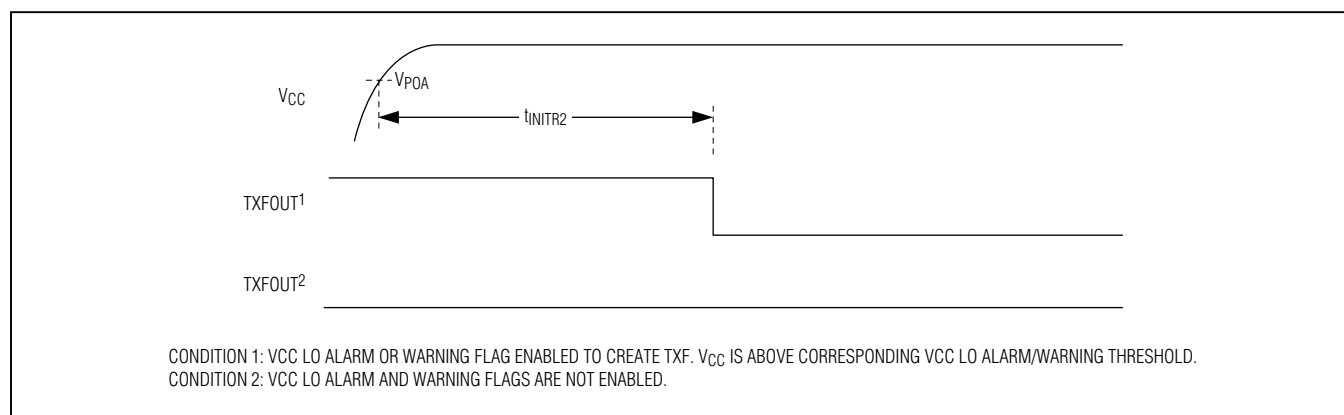 VCC
VPOA
tINITR2
TXFOUT1
TXFOUT2
CONDITION 1: VCC LO ALARM OR WARNING FLAG ENABLED TO CREATE TXF. VCC IS ABOVE CORRESPONDING VCC LO ALARM/WARNING THRESHOLD.
CONDITION 2: VCC LO ALARM AND WARNING FLAGS ARE NOT ENABLED.